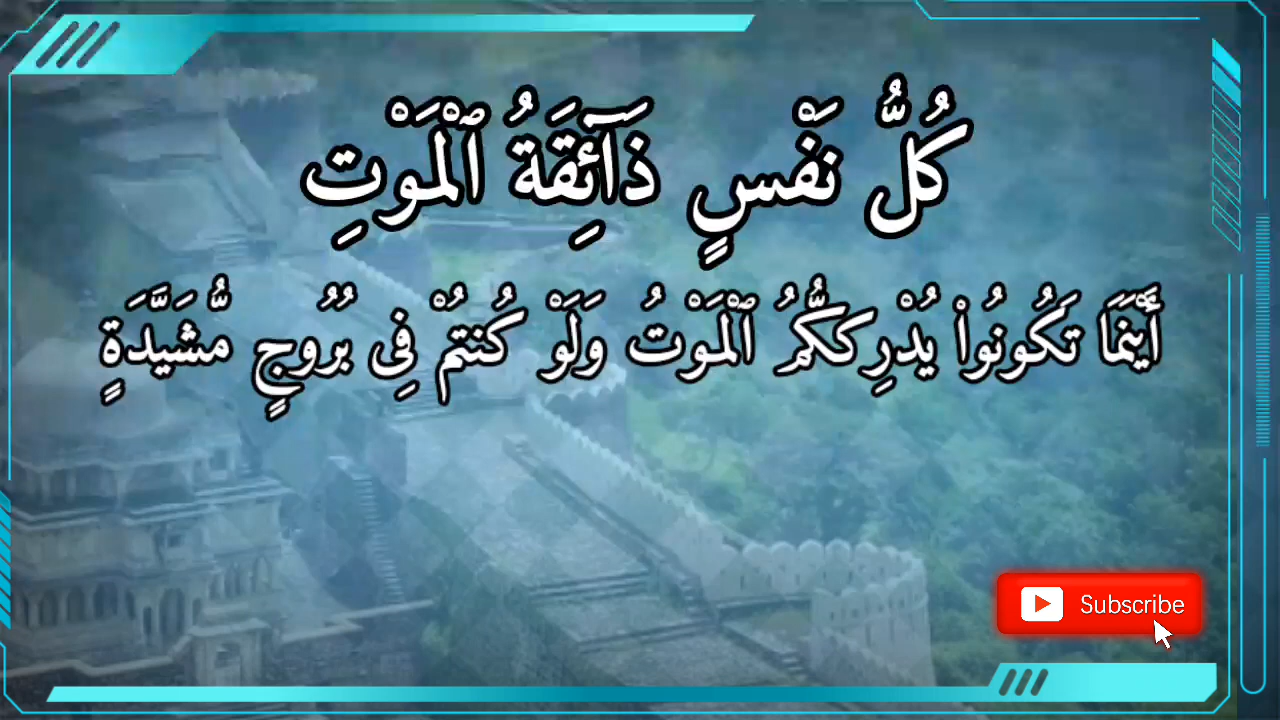 كُلُّ نَفْسٍ ذَآئِقَةُ ٱلْمَوْتِ
أَيْنَمَا تَكُونُوا۟ يُدْرِككُّمُ ٱلْمَوْتُ وَلَوْ كُنتُمْ فِى بُرُوجٍ مُّشَيَّدَةٍ
Subscribe